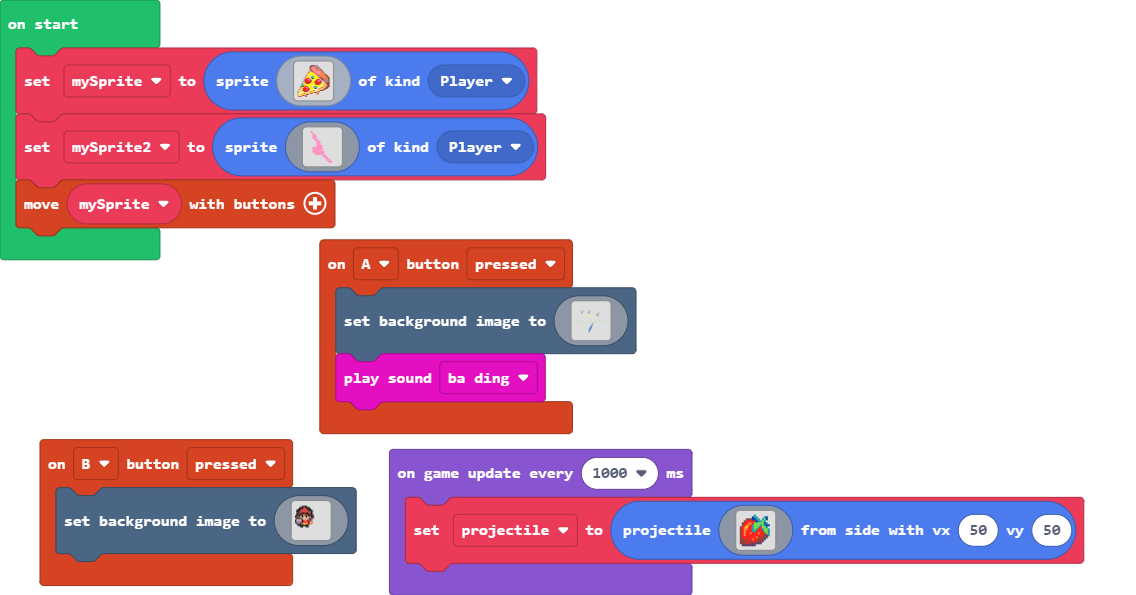 on start
set mySprite to sprite of kind Player
set mySprite2 to sprite of kind Player
move mySprite with buttons
on A button pressed
set background image to
play sound ba ding
on B button pressed
on game update every 1000 ms
set background image to
set projectile to projectile from side with vx 50 vy 50